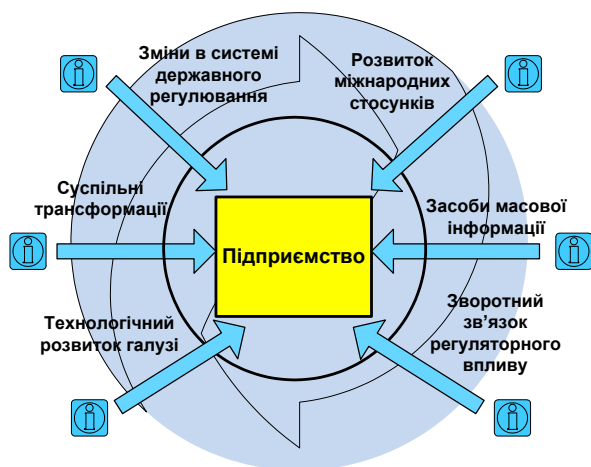 Зміни в системі
державного
регулювання
Розвиток
міжнародних
стосунків
Суспільні
трансформації
Засоби масової
інформації
Підприємство
Технологічний
розвиток галузі
Зворотний
зв’язок
регуляторного
впливу